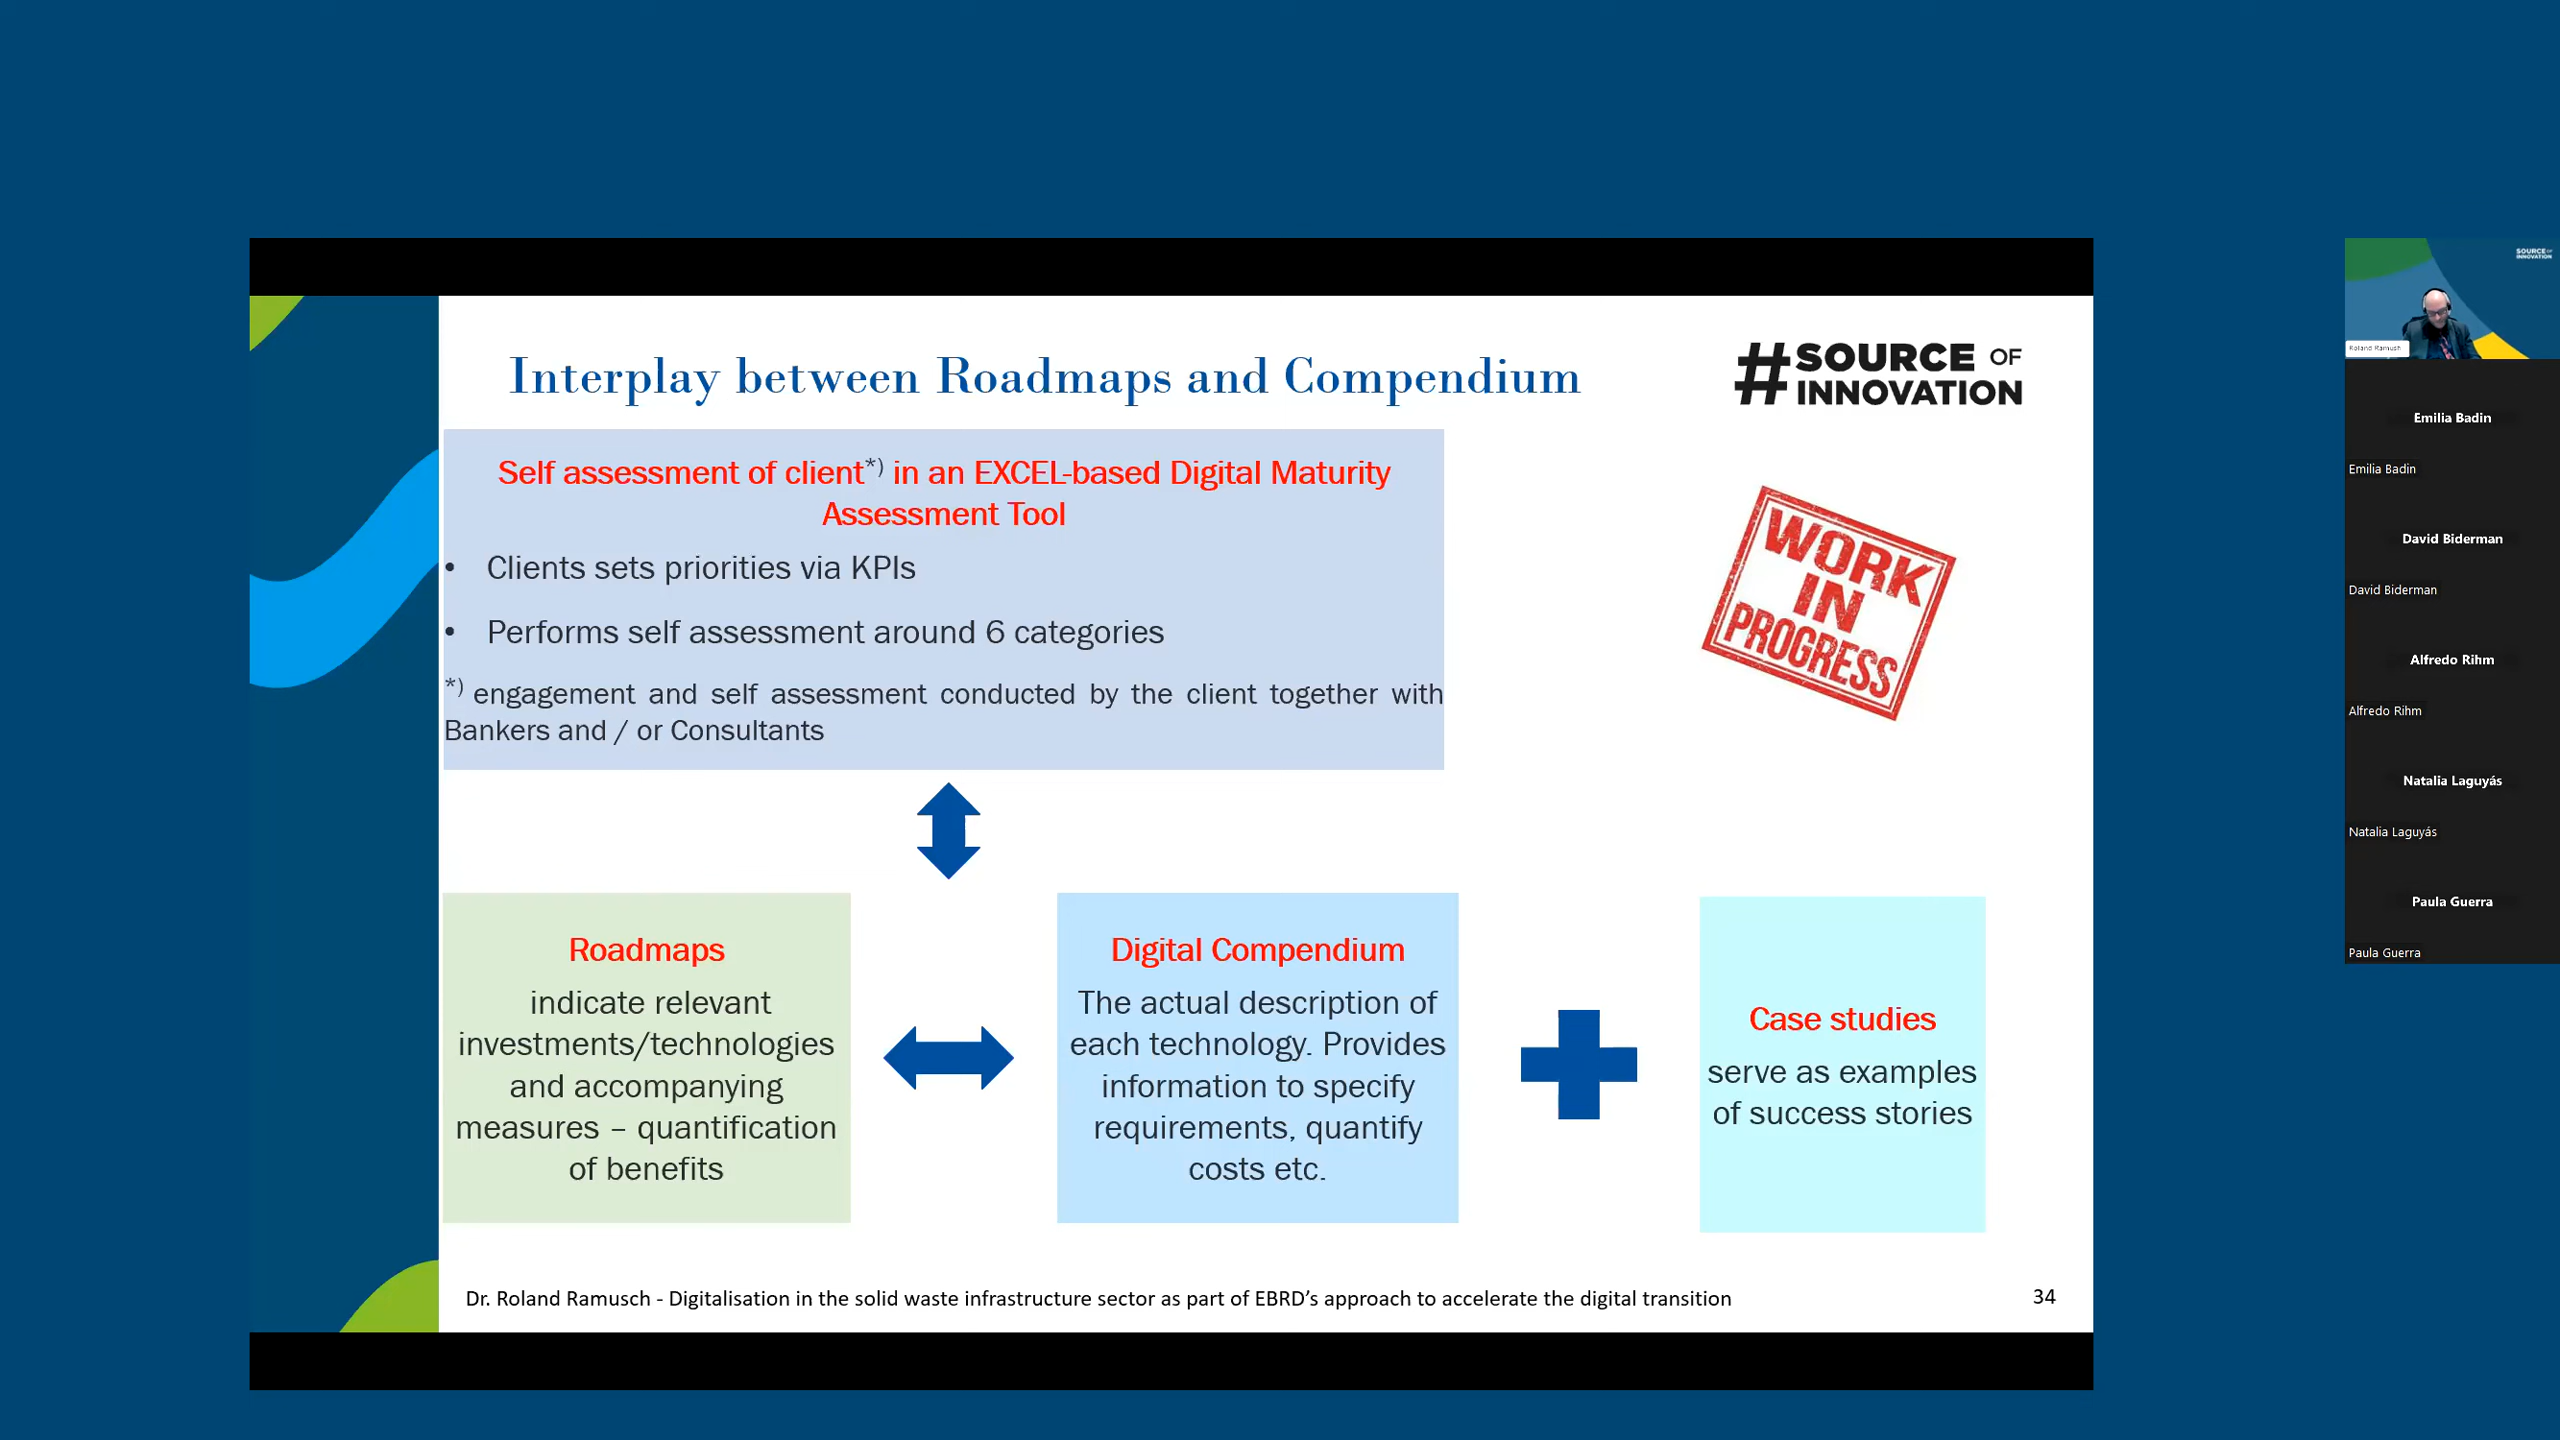 Interplay between Roadmaps and Compendium
#SOURCE OF
INNOVATION
Self assessment of client*) in an EXCEL-based Digital Maturity
Assessment Tool
• Clients sets priorities via KPIs
• Performs self assessment around 6 categories
*) engagement and self assessment conducted by the client together with
Bankers and / or Consultants
WORK
IN
PROGRESS
Roadmaps
indicate relevant
investments/technologies
and accompanying
measures – quantification
of benefits
Digital Compendium
The actual description of
each technology. Provides
information to specify
requirements, quantify
costs etc.
Case studies
serve as examples
of success stories
Dr. Roland Ramusch - Digitalisation in the solid waste infrastructure sector as part of EBRD's approach to accelerate the digital transition
34
SOURCE OF
INNOVATION
Roland Ramush
Emilia Badin
Emilia Badin
David Biderman
David Biderman
Alfredo Rihm
Alfredo Rihm
Natalia Laguyás
Natalia Laguyás
Paula Guerra
Paula Guerra